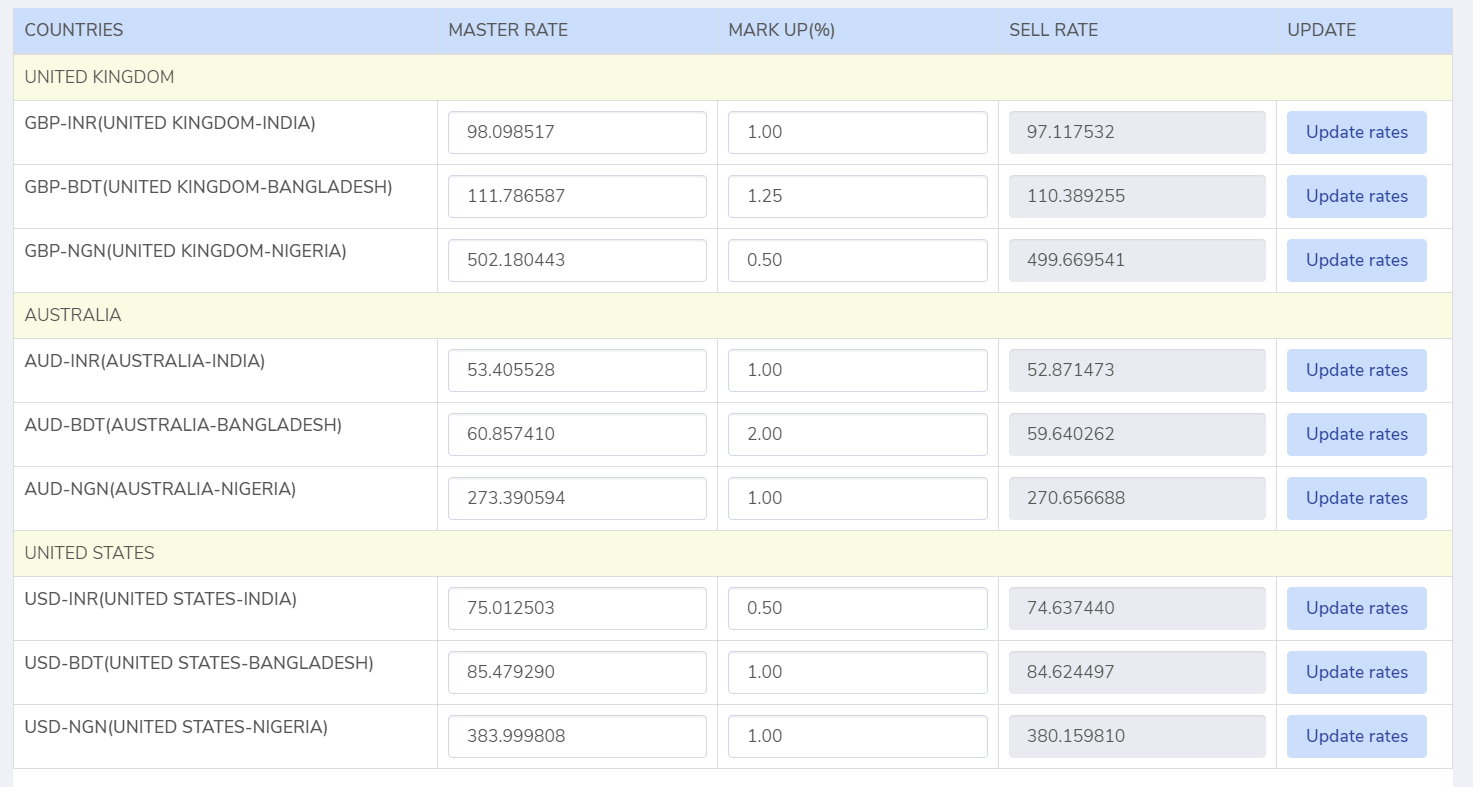 COUNTRIES MASTER RATE MARK UP(%) SELL RATE UPDATE
UNITED KINGDOM
GBP-INR(UNITED KINGDOM-INDIA) 98.098517 1.00 97.117532 Update rates
GBP-BDT(UNITED KINGDOM-BANGLADESH) 111.786587 1.25 110.389255 Update rates
GBP-NGN(UNITED KINGDOM-NIGERIA) 502.180443 0.50 499.669541 Update rates
AUSTRALIA
AUD-INR(AUSTRALIA-INDIA) 53.405528 1.00 52.871473 Update rates
AUD-BDT(AUSTRALIA-BANGLADESH) 60.857410 2.00 59.640262 Update rates
AUD-NGN(AUSTRALIA-NIGERIA) 273.390594 1.00 270.656688 Update rates
UNITED STATES
USD-INR(UNITED STATES-INDIA) 75.012503 0.50 74.637440 Update rates
USD-BDT(UNITED STATES-BANGLADESH) 85.479290 1.00 84.624497 Update rates
USD-NGN(UNITED STATES-NIGERIA) 383.999808 1.00 380.159810 Update rates